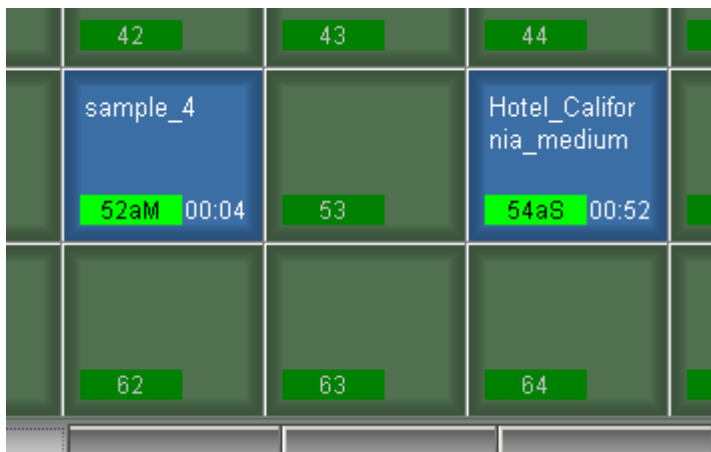 42 43 44
sample_4
Hotel_Califor
nia_medium
52aM 00:04 53 54aS 00:52
62 63 64